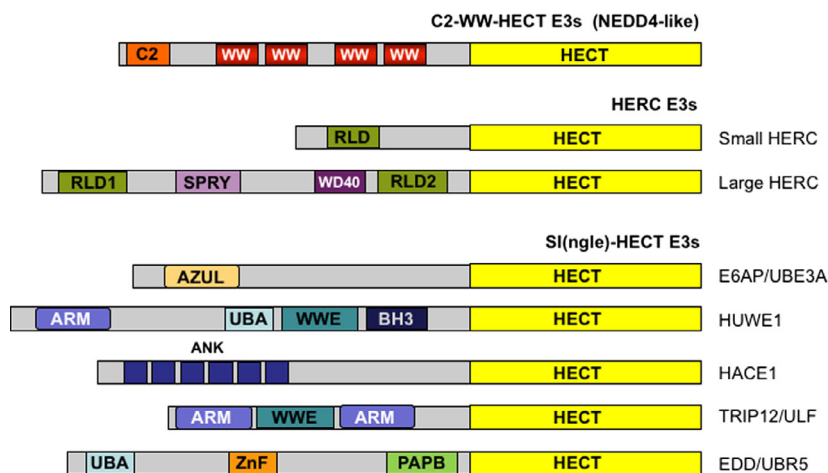 C2-WW-HECT E3s (NEDD4-like)
C2 WW WW WW WW HECT
HERC E3s
RLD HECT Small HERC
RLD1 SPRY WD40 RLD2 HECT Large HERC
SI(ngle)-HECT E3s
AZUL HECT E6AP/UBE3A
ARM UBA WWE BH3 HECT HUWE1
ANK
HECT HACE1
ARM WWE ARM HECT TRIP12/ULF
UBA ZnF PAPB HECT EDD/UBR5